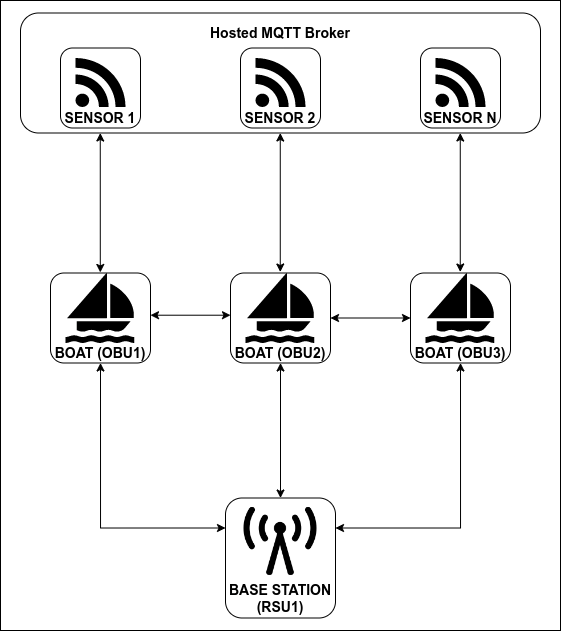 Hosted MQTT Broker
SENSOR 1
SENSOR 2
SENSOR N
BOAT (OBU1)
BOAT (OBU2)
BOAT (OBU3)
BASE STATION
(RSU1)